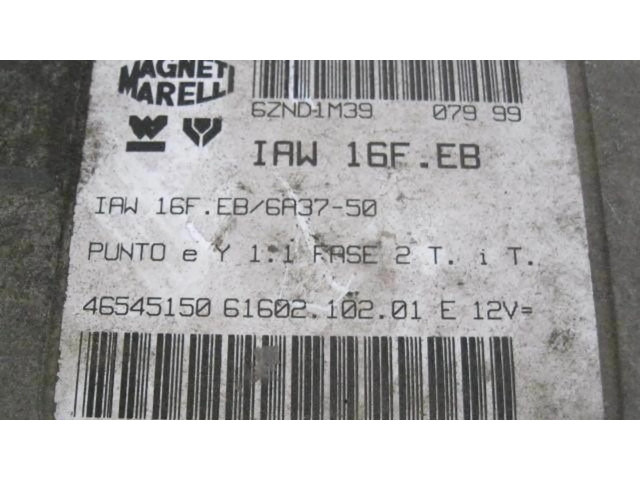 MAGNETI
MARELLI
6ZND1M39 079 99
IAW 16F.EB
IAW 16F.EB/6A37-50
PUNTO e Y 1.1 FASE 2 T. i T.
46545150 61602.102.01 E 12V=